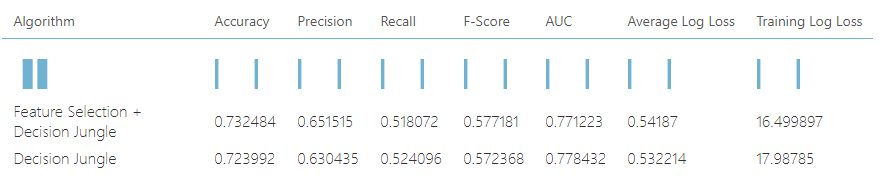 Algorithm Accuracy Precision Recall F-Score AUC Average Log Loss Training Log Loss
Feature Selection +
Decision Jungle 0.732484 0.651515 0.518072 0.577181 0.771223 0.54187 16.499897
Decision Jungle 0.723992 0.630435 0.524096 0.572368 0.778432 0.532214 17.98785